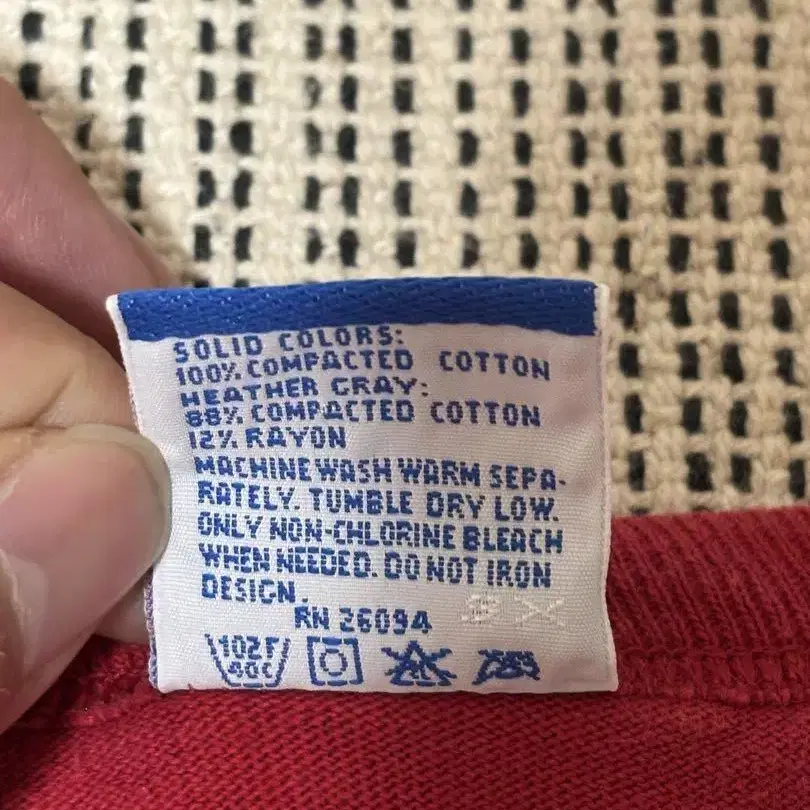 SOLID COLORS:
100% COMPACTED COTTON
HEATHER GRAY:
88% COMPACTED COTTON
12% RAYON
MACHINE WASH WARM SEPA-
RATELY. TUMBLE DRY LOW.
ONLY NON-CHLORINE BLEACH
WHEN NEEDED. DO NOT IRON
DESIGN.
RN 26094
102F
40C